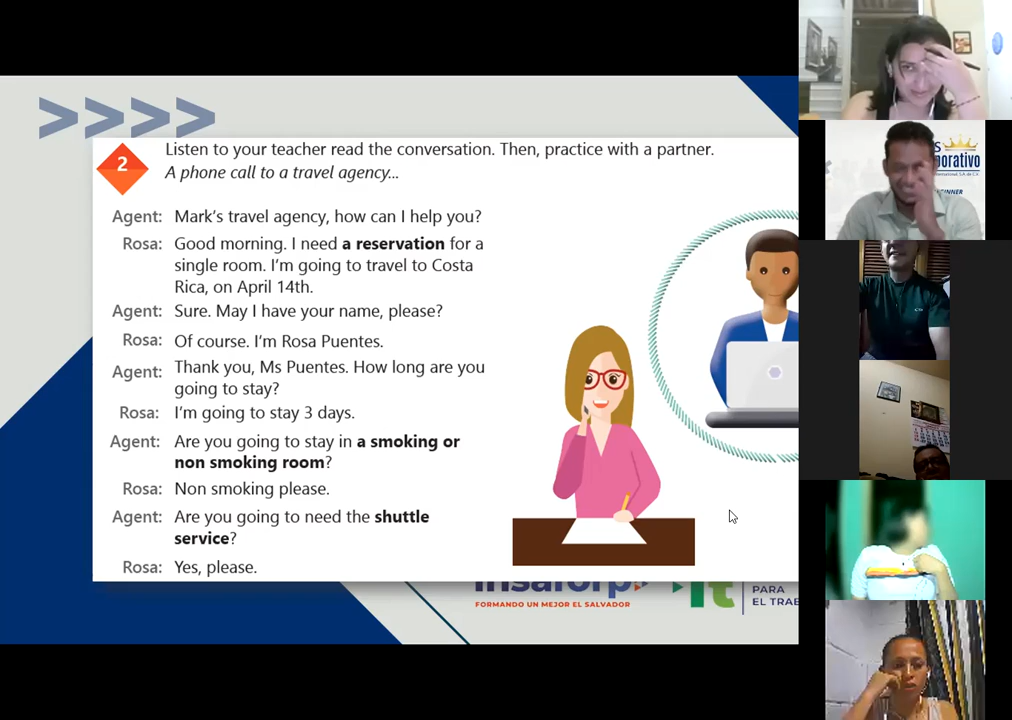 2
Listen to your teacher read the conversation. Then, practice with a partner.
A phone call to a travel agency...
Agent: Mark's travel agency, how can I help you?
Rosa: Good morning. I need a reservation for a
single room. I'm going to travel to Costa
Rica, on April 14th.
Agent: Sure. May I have your name, please?
Rosa: Of course. I'm Rosa Puentes.
Agent: Thank you, Ms Puentes. How long are you
going to stay?
Rosa: I'm going to stay 3 days.
Agent: Are you going to stay in a smoking or
non smoking room?
Rosa: Non smoking please.
Agent: Are you going to need the shuttle
service?
Rosa: Yes, please.
insaforp
FORMANDO UN MEJOR EL SALVADOR
it
PARA
EL TRAB
S
porativo
International, S.A. de C.V.
INNER